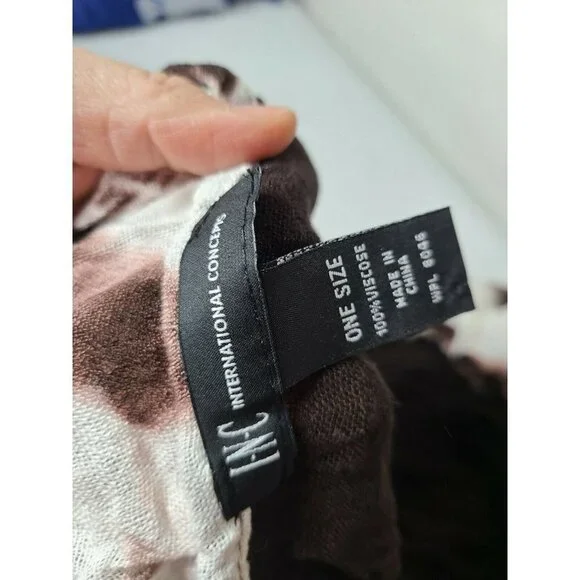 I·N·C INTERNATIONAL CONCEPTS
ONE SIZE
100%VISCOSE
MADE IN
CHINA
WPL 8046